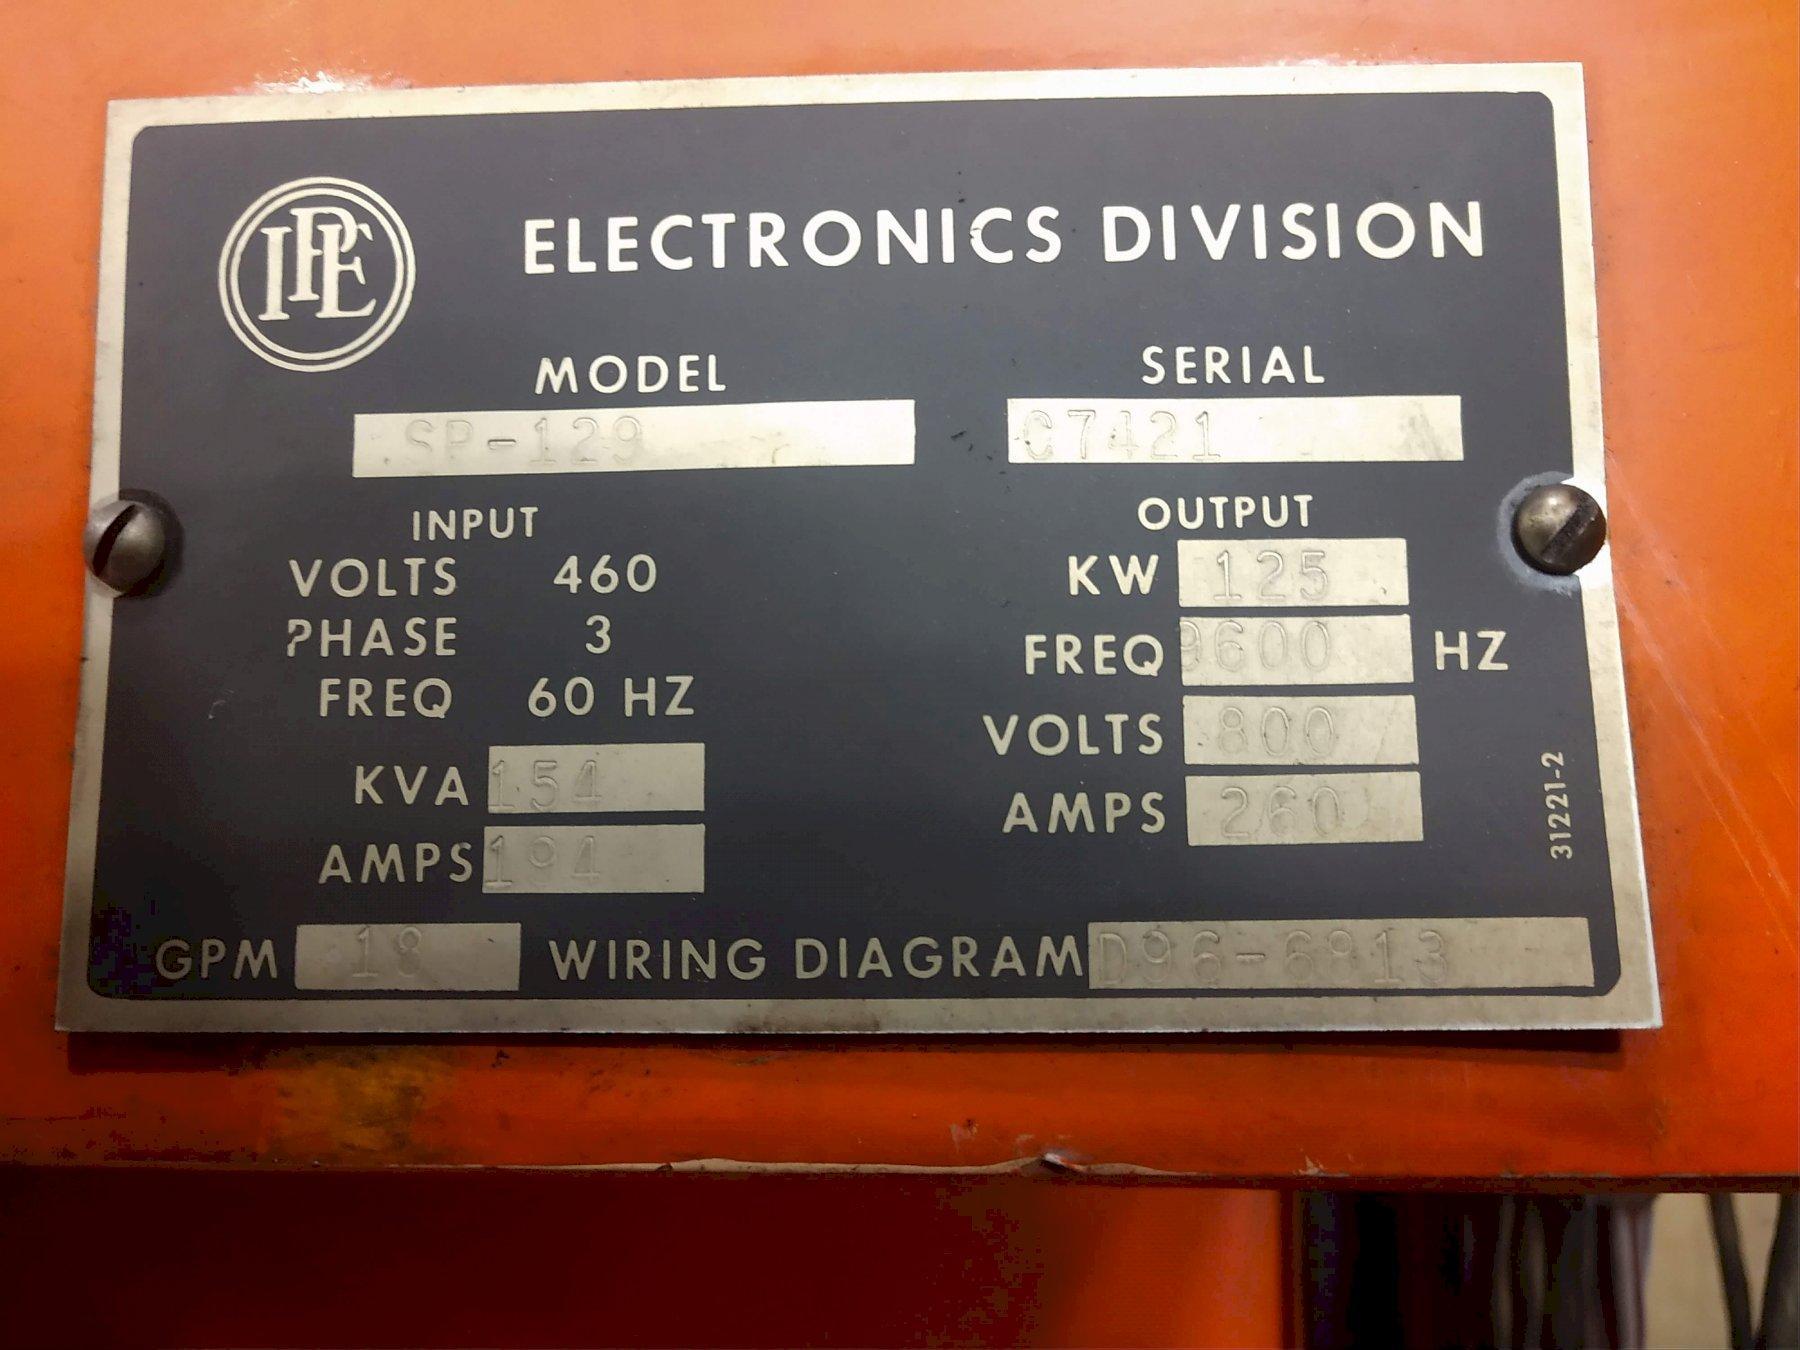 IPE ELECTRONICS DIVISION
MODEL SERIAL
SP-129 C7421
INPUT OUTPUT
VOLTS 460 KW 125
PHASE 3 FREQ 9600 HZ
FREQ 60 HZ VOLTS 800
KVA 154 AMPS 260
AMPS 194
31221-2
GPM 18 WIRING DIAGRAM D96-6813